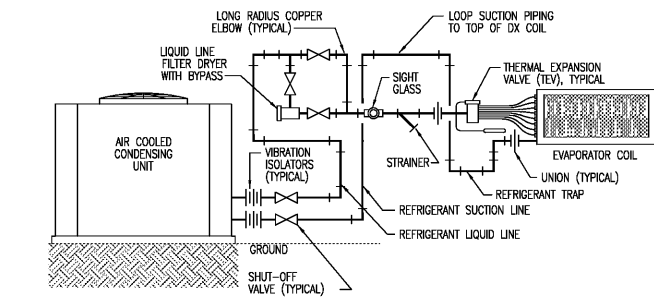 LONG RADIUS COPPER
ELBOW (TYPICAL)
LOOP SUCTION PIPING
TO TOP OF DX COIL
LIQUID LINE
FILTER DRYER
WITH BYPASS
THERMAL EXPANSION
VALVE (TEV), TYPICAL
SIGHT
GLASS
AIR COOLED
CONDENSING
UNIT
VIBRATION
ISOLATORS
(TYPICAL)
STRAINER
EVAPORATOR COIL
UNION (TYPICAL)
REFRIGERANT TRAP
REFRIGERANT SUCTION LINE
REFRIGERANT LIQUID LINE
GROUND
SHUT-OFF
VALVE (TYPICAL)